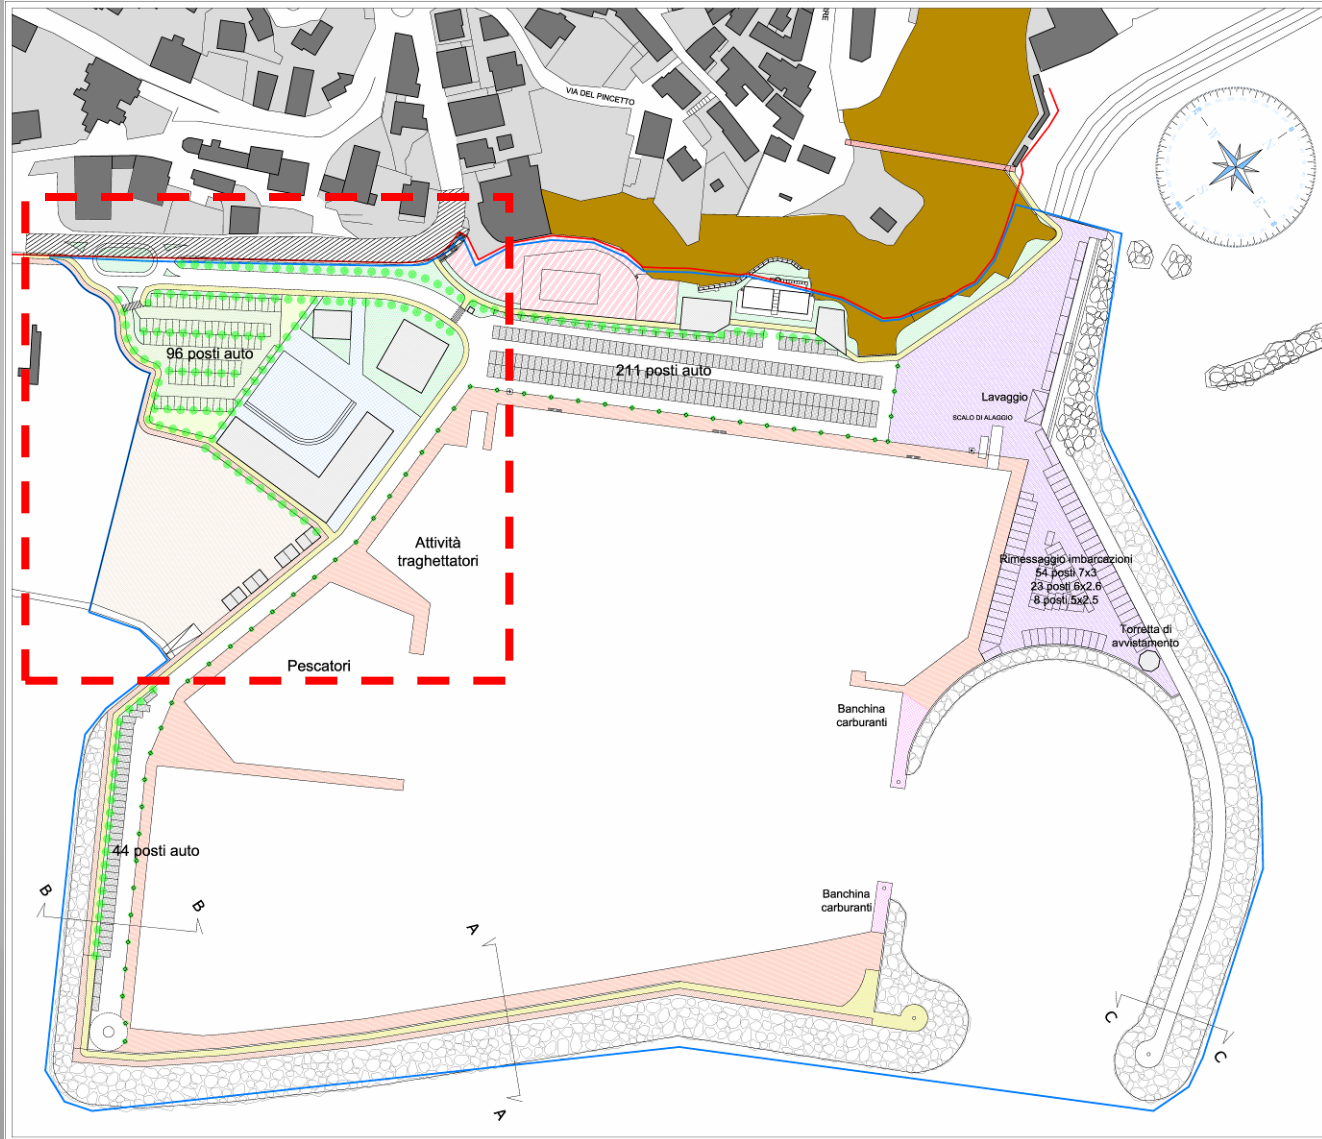 VIA DEL PINCETTO
96 posti auto
211 posti auto
Lavaggio
SCALO DI ALAGGIO
Attività
traghettatori
Rimessaggio imbarcazioni
54 posti 7x3
23 posti 6x2.6
8 posti 5x2.5
Torretta di
avvistamento
Pescatori
Banchina
carburanti
44 posti auto
Banchina
carburanti
B
B
A
A
C
C